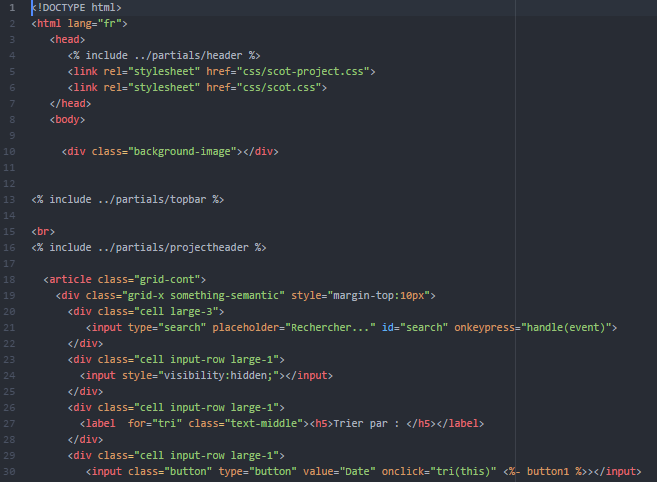 1 <!DOCTYPE html>
2 <html lang="fr">
3 <head>
4 <% include ../partials/header %>
5 <link rel="stylesheet" href="css/scot-project.css">
6 <link rel="stylesheet" href="css/scot.css">
7 </head>
8 <body>
9
10 <div class="background-image"></div>
11
12
13 <% include ../partials/topbar %>
14
15 <br>
16 <% include ../partials/projectheader %>
17
18 <article class="grid-cont">
19 <div class="grid-x something-semantic" style="margin-top:10px">
20 <div class="cell large-3">
21 <input type="search" placeholder="Rechercher..." id="search" onkeypress="handle(event)">
22 </div>
23 <div class="cell input-row large-1">
24 <input style="visibility:hidden;"></input>
25 </div>
26 <div class="cell input-row large-1">
27 <label  for="tri" class="text-middle"><h5>Trier par : </h5></label>
28 </div>
29 <div class="cell input-row large-1">
30 <input class="button" type="button" value="Date" onclick="tri(this)" <%- button1 %>></input>